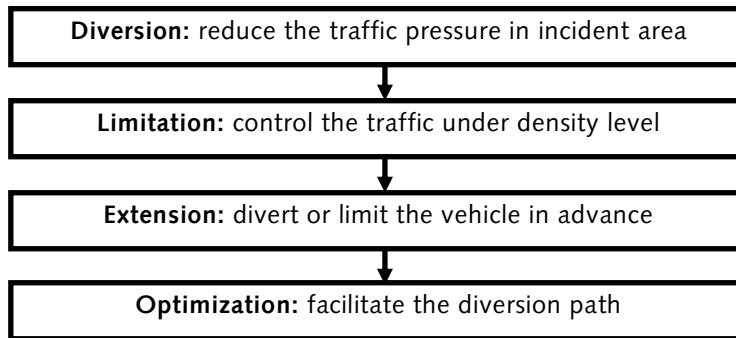 Diversion: reduce the traffic pressure in incident area
Limitation: control the traffic under density level
Extension: divert or limit the vehicle in advance
Optimization: facilitate the diversion path